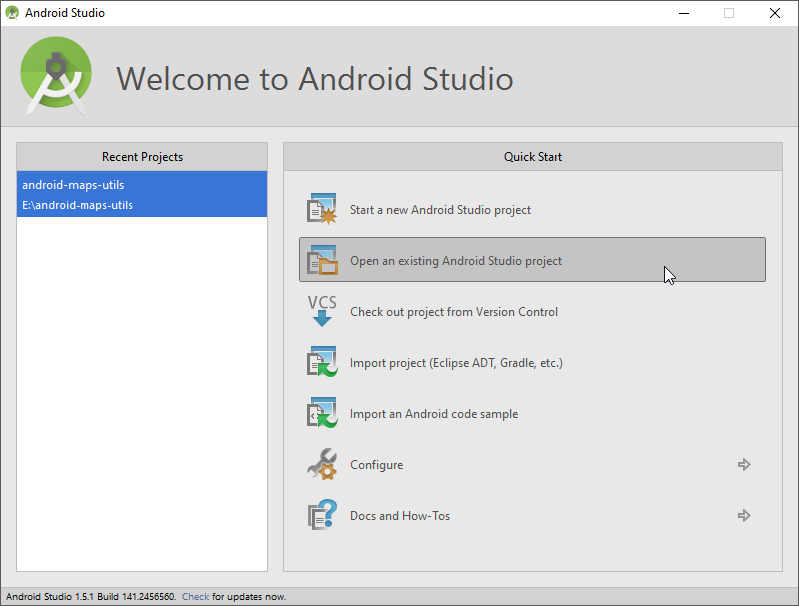 Android Studio
Welcome to Android Studio
Recent Projects
android-maps-utils
E:\android-maps-utils
Quick Start
Start a new Android Studio project
Open an existing Android Studio project
VCS
Check out project from Version Control
Import project (Eclipse ADT, Gradle, etc.)
Import an Android code sample
Configure
Docs and How-Tos
Android Studio 1.5.1 Build 141.2456560. Check for updates now.